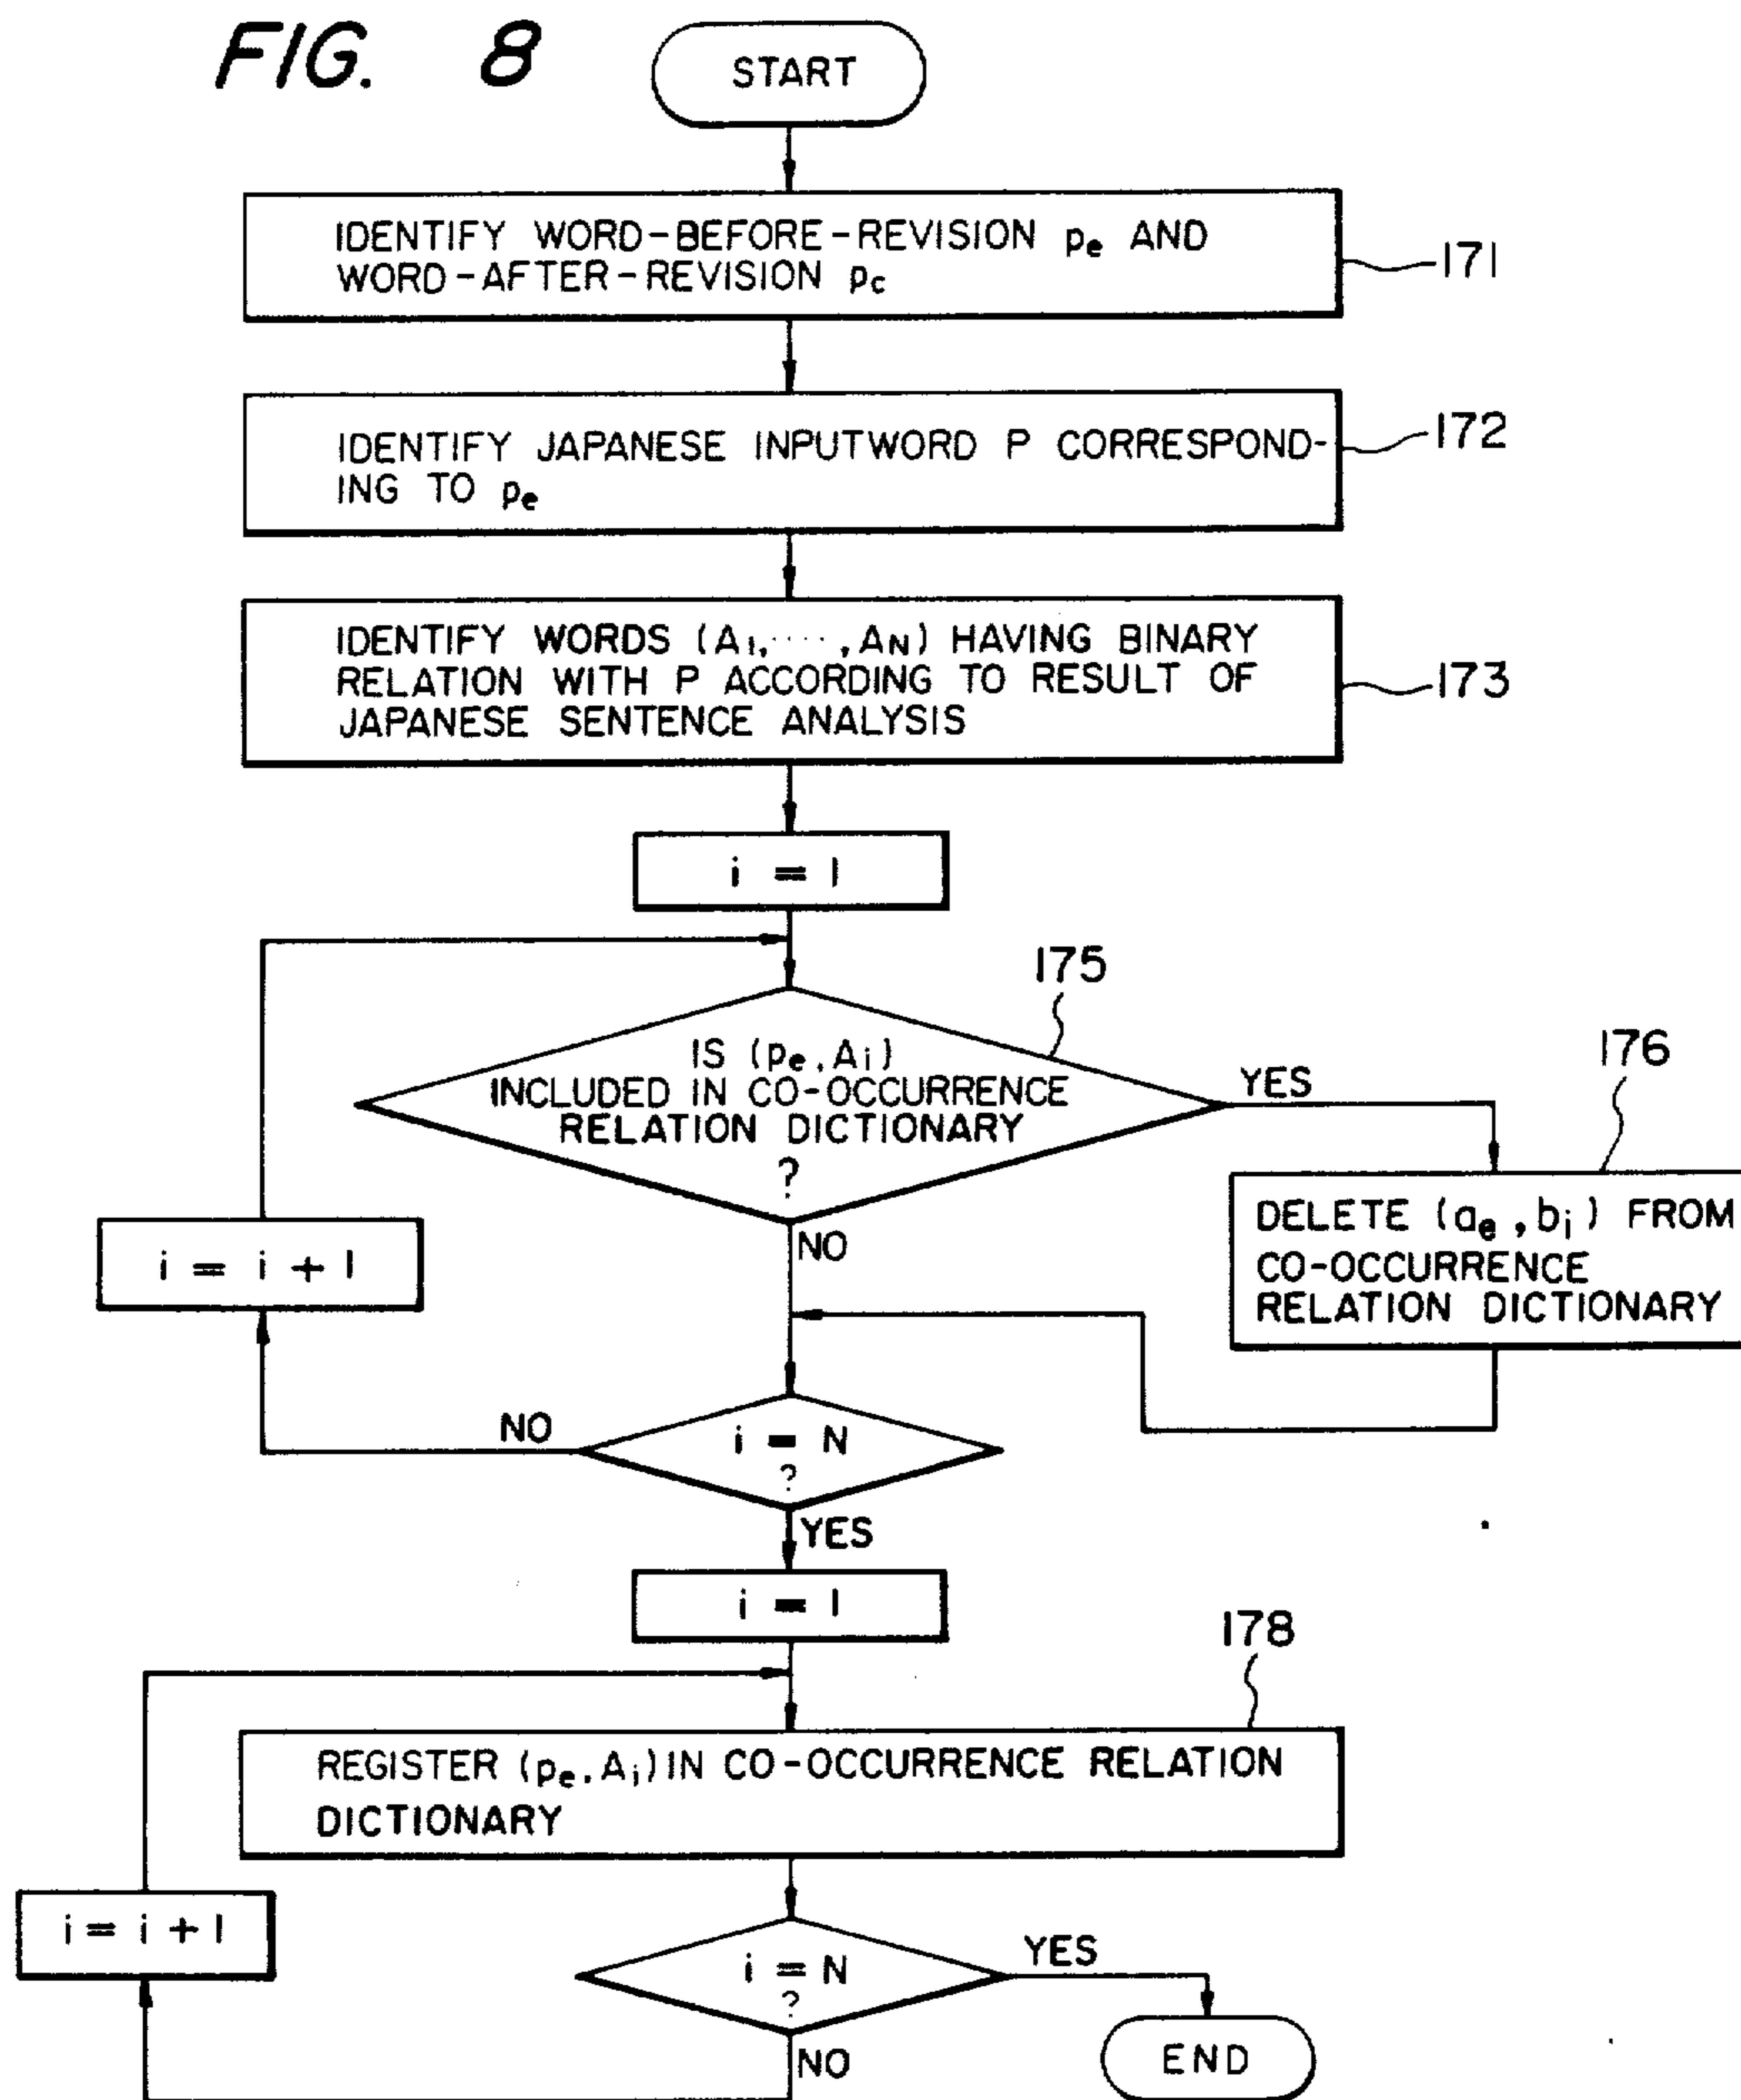 FIG. 8
START
IDENTIFY WORD-BEFORE-REVISION pe AND
WORD-AFTER-REVISION pc
171
IDENTIFY JAPANESE INPUTWORD P CORRESPOND-
ING TO pe
172
IDENTIFY WORDS (A1,····,AN) HAVING BINARY
RELATION WITH P ACCORDING TO RESULT OF
JAPANESE SENTENCE ANALYSIS
173
i = 1
175
IS (pe,Ai)
INCLUDED IN CO-OCCURRENCE
RELATION DICTIONARY
?
YES
176
DELETE (ae,bi) FROM
CO-OCCURRENCE
RELATION DICTIONARY
NO
i = i + 1
i = N
?
NO
YES
i = 1
178
REGISTER (pe,Ai) IN CO-OCCURRENCE RELATION
DICTIONARY
i = i + 1
i = N
?
YES
NO
END